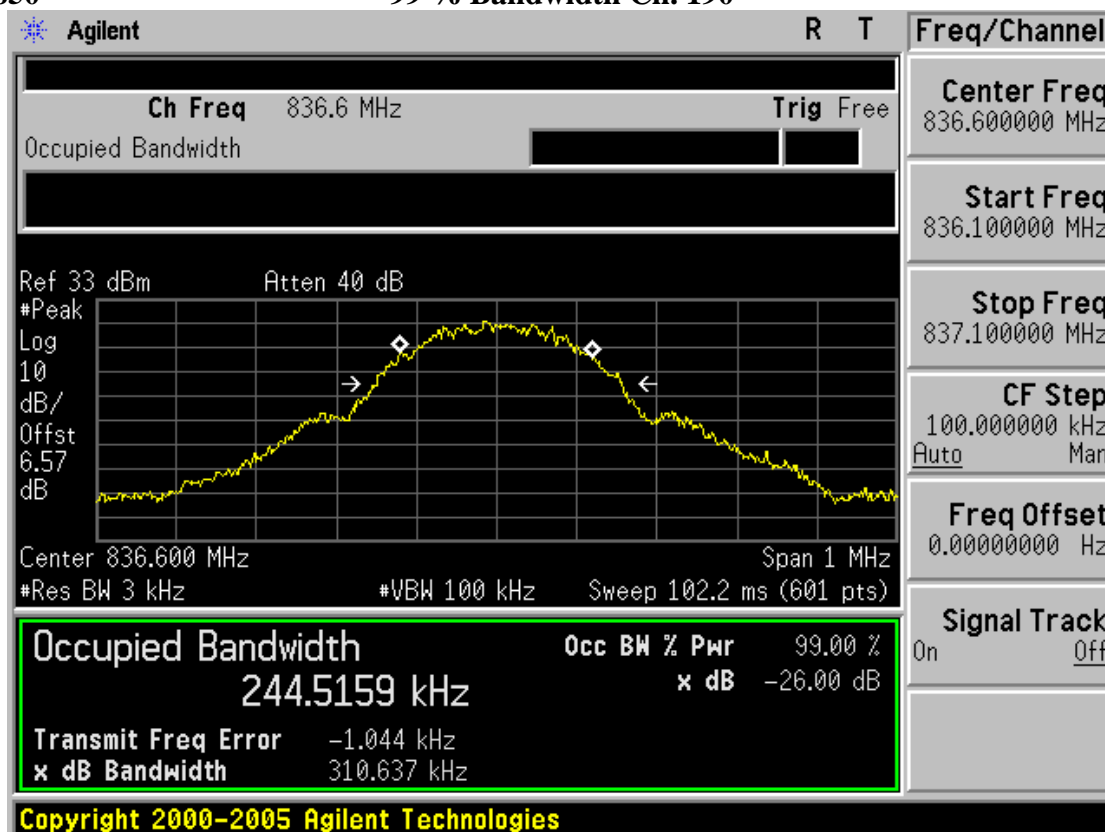 99 % Bandwidth Ch. 190
Agilent R T
Freq/Channel
Ch Freq 836.6 MHz Trig Free
Occupied Bandwidth
Center Freq
836.600000 MHz
Start Freq
836.100000 MHz
Stop Freq
837.100000 MHz
CF Step
100.000000 kHz
Auto Man
Freq Offset
0.00000000 Hz
Signal Track
On Off
Ref 33 dBm Atten 40 dB
#Peak
Log
10
dB/
Offst
6.57
dB
Center 836.600 MHz Span 1 MHz
#Res BW 3 kHz #VBW 100 kHz Sweep 102.2 ms (601 pts)
Occupied Bandwidth Occ BW % Pwr 99.00 %
244.5159 kHz x dB -26.00 dB
Transmit Freq Error -1.044 kHz
x dB Bandwidth 310.637 kHz
Copyright 2000-2005 Agilent Technologies